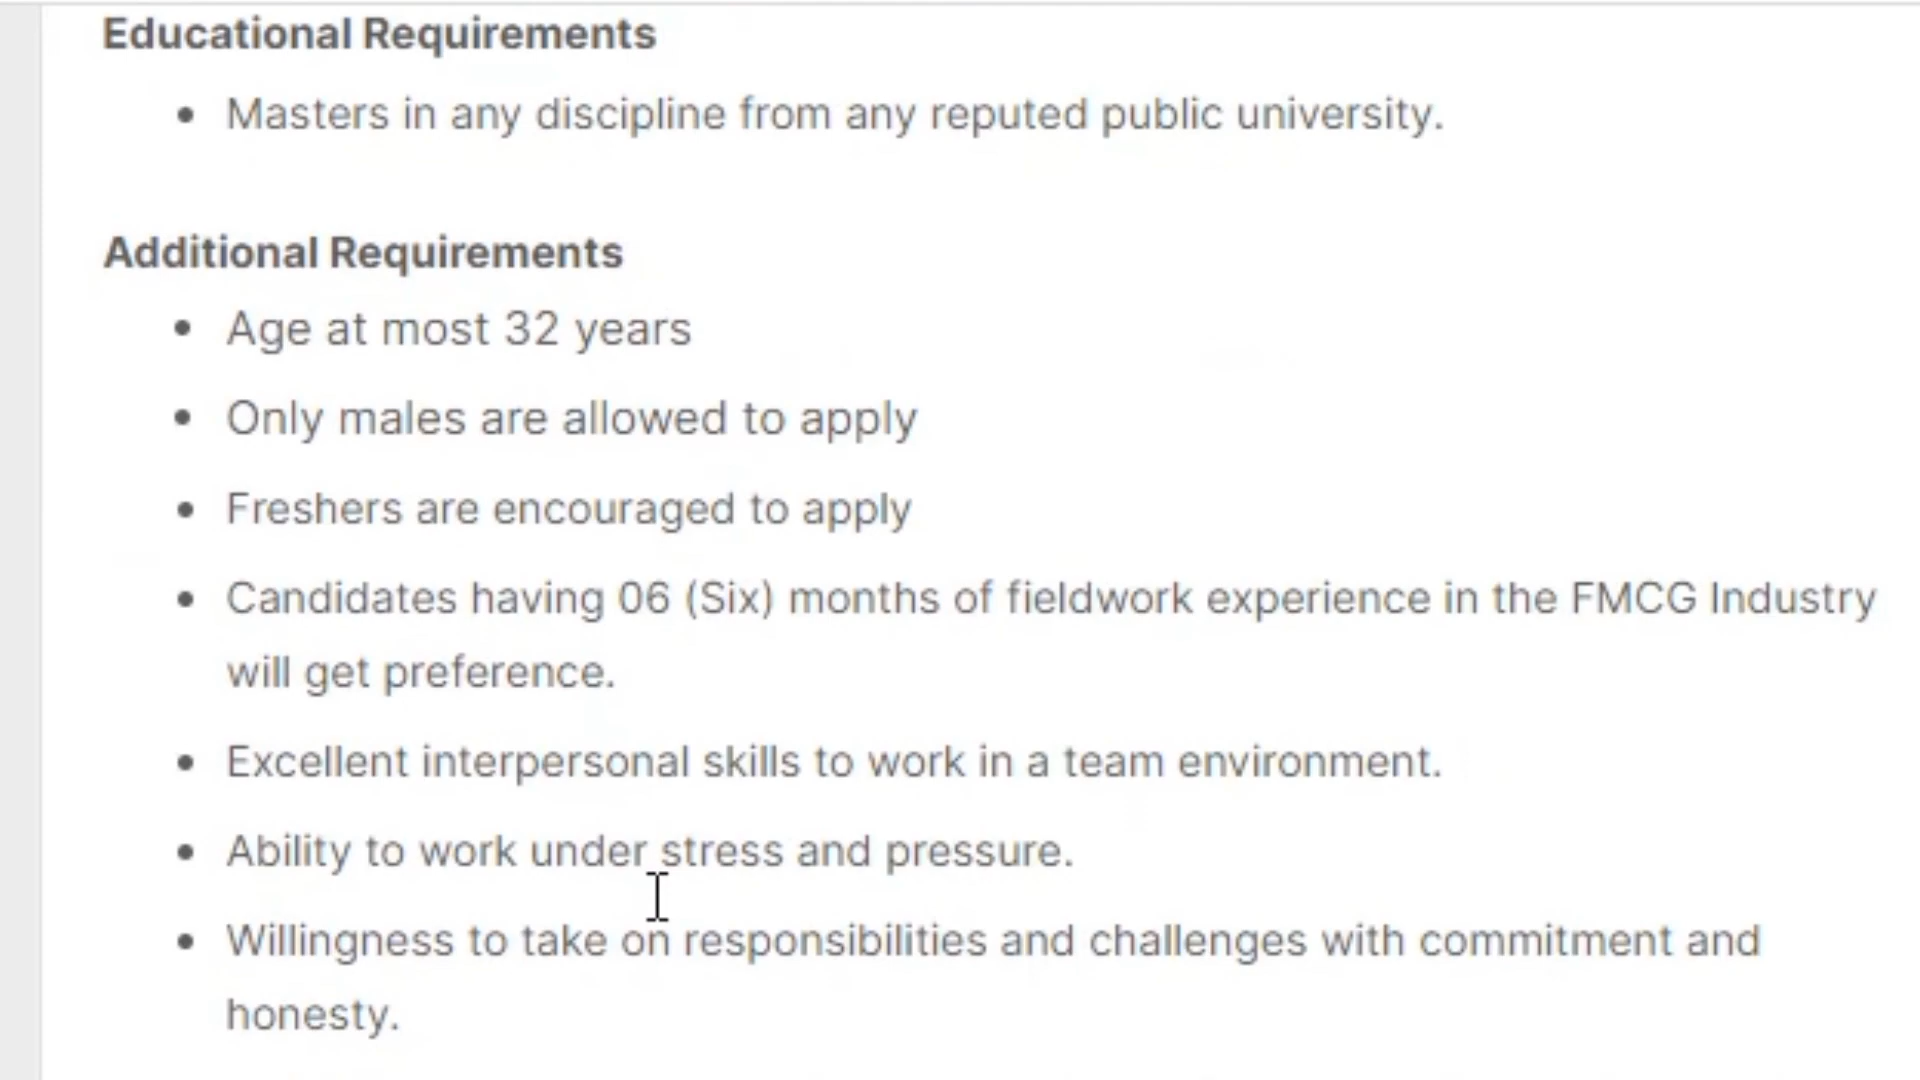 Educational Requirements
• Masters in any discipline from any reputed public university.
Additional Requirements
• Age at most 32 years
• Only males are allowed to apply
• Freshers are encouraged to apply
• Candidates having 06 (Six) months of fieldwork experience in the FMCG Industry
will get preference.
• Excellent interpersonal skills to work in a team environment.
• Ability to work under stress and pressure.
• Willingness to take on responsibilities and challenges with commitment and
honesty.